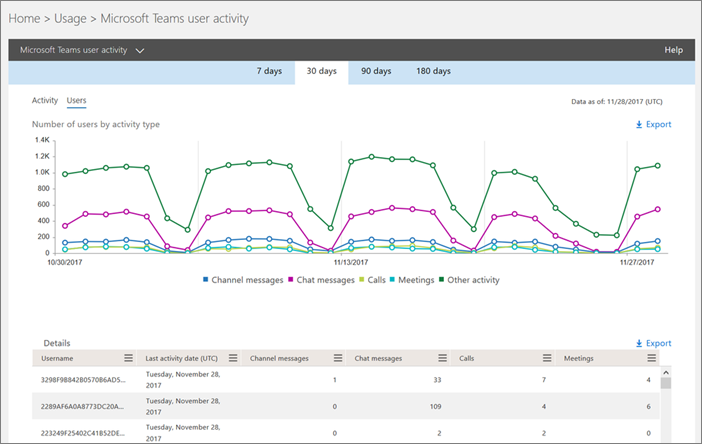 Home > Usage > Microsoft Teams user activity
Microsoft Teams user activity Help
7 days 30 days 90 days 180 days
Activity Users Data as of: 11/28/2017 (UTC)
Number of users by activity type Export
1.4K
1.2K
1.0K
800
600
400
200
0
10/30/2017 11/13/2017 11/27/2017
Channel messages Chat messages Calls Meetings Other activity
Details Export
Username Last activity date (UTC) Channel messages Chat messages Calls Meetings
3298F9B842B0570B6AD5... Tuesday, November 28, 2017 1 33 7 4
2289AF6A0A8773DC20A... Tuesday, November 28, 2017 0 109 4 6
223249F25402C41B52DE... Tuesday, November 28, 2017 0 2 2 0